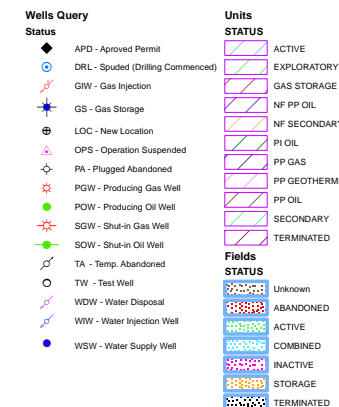 Wells Query
Status
APD - Aproved Permit
DRL - Spuded (Drilling Commenced)
GIW - Gas Injection
GS - Gas Storage
LOC - New Location
OPS - Operation Suspended
PA - Plugged Abandoned
PGW - Producing Gas Well
POW - Producing Oil Well
SGW - Shut-in Gas Well
SOW - Shut-in Oil Well
TA - Temp. Abandoned
TW - Test Well
WDW - Water Disposal
WIW - Water Injection Well
WSW - Water Supply Well
Units
STATUS
ACTIVE
EXPLORATORY
GAS STORAGE
NF PP OIL
NF SECONDARY
PI OIL
PP GAS
PP GEOTHERM
PP OIL
SECONDARY
TERMINATED
Fields
STATUS
Unknown
ABANDONED
ACTIVE
COMBINED
INACTIVE
STORAGE
TERMINATED